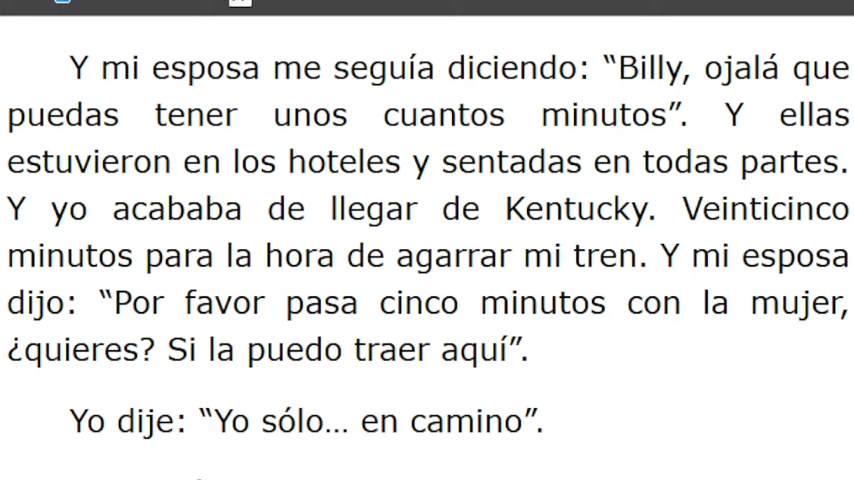 Y mi esposa me seguía diciendo: “Billy, ojalá que
puedas tener unos cuantos minutos”. Y ellas
estuvieron en los hoteles y sentadas en todas partes.
Y yo acababa de llegar de Kentucky. Veinticinco
minutos para la hora de agarrar mi tren. Y mi esposa
dijo: “Por favor pasa cinco minutos con la mujer,
¿quieres? Si la puedo traer aquí”.
Yo dije: “Yo sólo… en camino”.